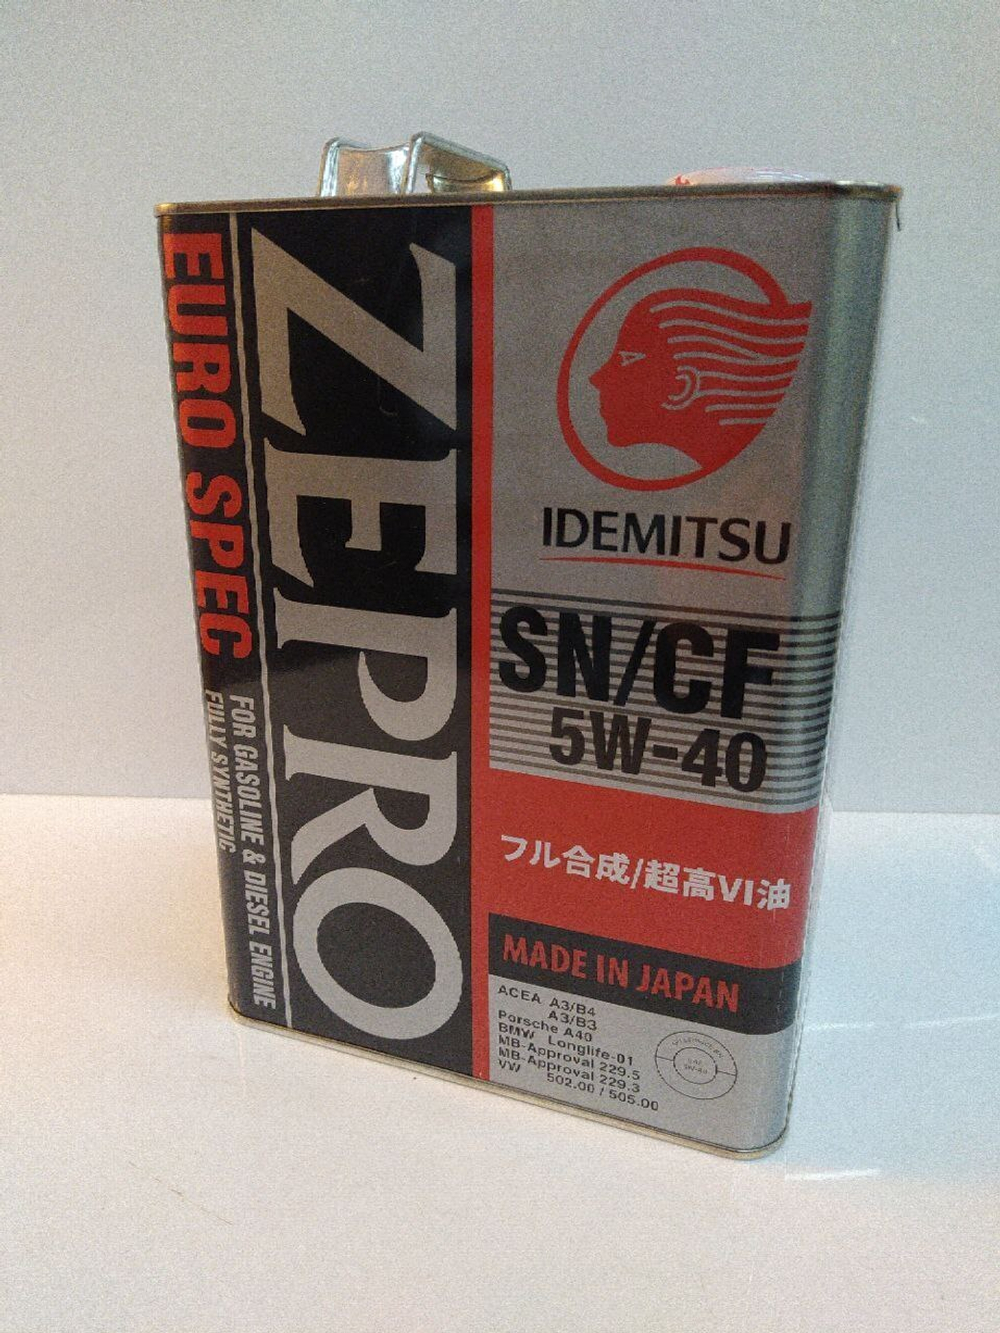 EURO SPEC
FOR GASOLINE & DIESEL ENGINE
FULLY SYNTHETIC
ZEPRO
IDEMITSU
SN/CF
5W-40
フル合成/超高VI油
MADE IN JAPAN
ACEA A3/B4
A3/B3
Porsche A40
BMW Longlife-01
MB-Approval 229.5
MB-Approval 229.3
VW 502.00 / 505.00